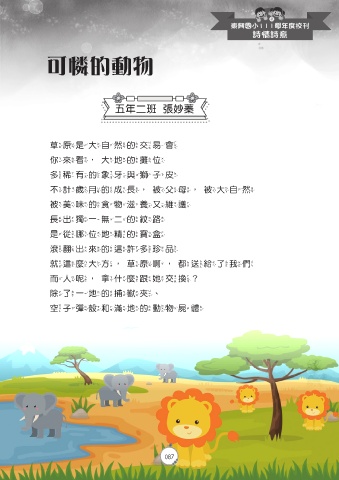 東興國小111學年度校刊
詩情詩意
可憐的動物
五年二班 張妙蓁
草原是大自然的交易會
你來看，大地的攤位
多稀有的象牙與獅子皮
不計歲月的成長，被父母，被大自然
被美味的食物滋養又維護
長出獨一無二的紋路
是從哪位地精的寶盒
滾翻出來的這許多珍品
就這麼大方，草原啊，都送給了我們
而人呢，拿什麼跟她交換？
除了一地的捕獸夾、
空子彈殼和滿地的動物屍體
087